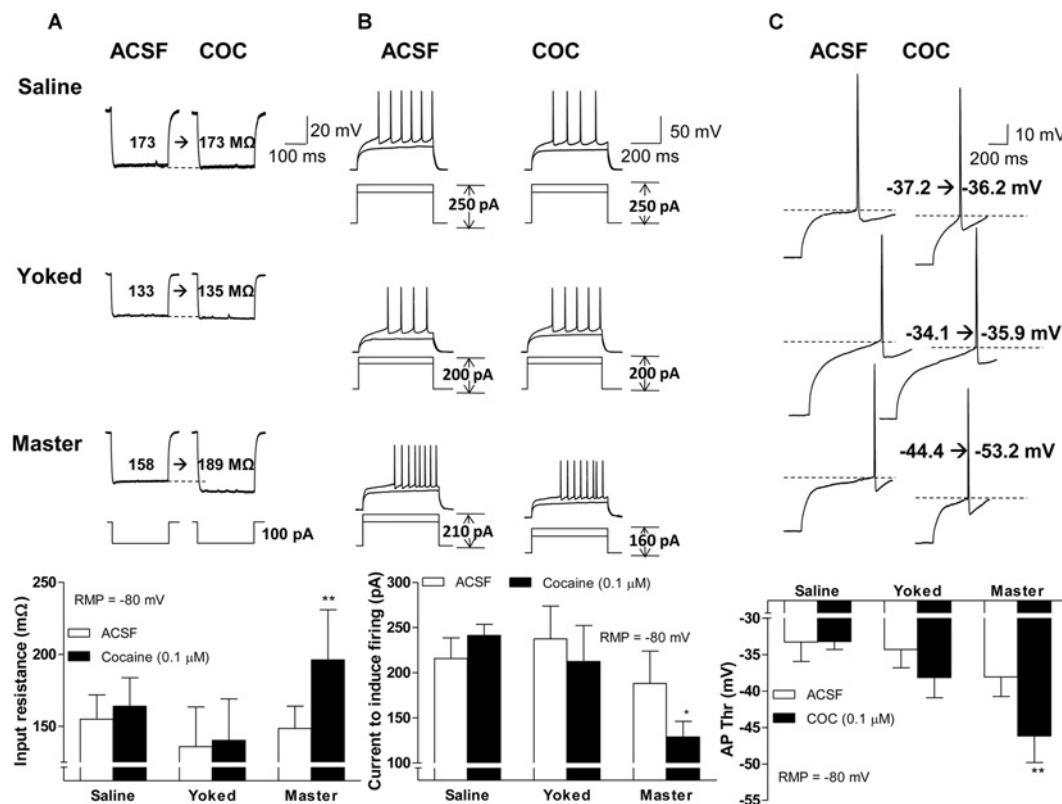 A
B
C
ACSF COC
ACSF COC
ACSF COC
Saline
173 → 173 MΩ
20 mV
100 ms
50 mV
200 ms
10 mV
200 ms
250 pA
250 pA
-37.2 → -36.2 mV
Yoked
133 → 135 MΩ
200 pA
200 pA
-34.1 → -35.9 mV
Master
158 → 189 MΩ
100 pA
210 pA
160 pA
-44.4 → -53.2 mV
Input resistance (mΩ)
250
200
150
RMP = -80 mV
ACSF
Cocaine (0.1 μM)
**
Saline Yoked Master
Current to induce firing (pA)
300
250
200
150
100
ACSF
Cocaine (0.1 μM)
RMP = -80 mV
*
Saline Yoked Master
Saline Yoked Master
AP Thr (mV)
-30
-35
-40
-45
-50
-55
ACSF
COC (0.1 μM)
RMP = -80 mV
**